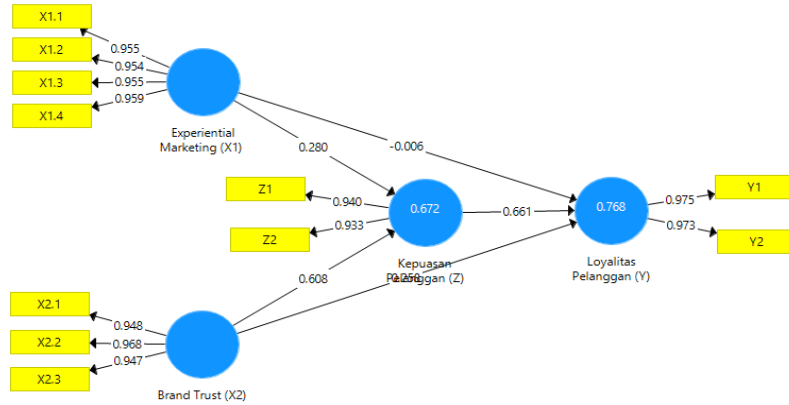 X1.1
X1.2
X1.3
X1.4
0.955
0.954
0.955
0.959
Experiential
Marketing (X1)
0.280
-0.006
Z1
Z2
0.940
0.933
0.672
Kepuasan
Pelanggan (Z)
0.661
0.768
Loyalitas
Pelanggan (Y)
0.975
0.973
Y1
Y2
0.608
X2.1
X2.2
X2.3
0.948
0.968
0.947
Brand Trust (X2)